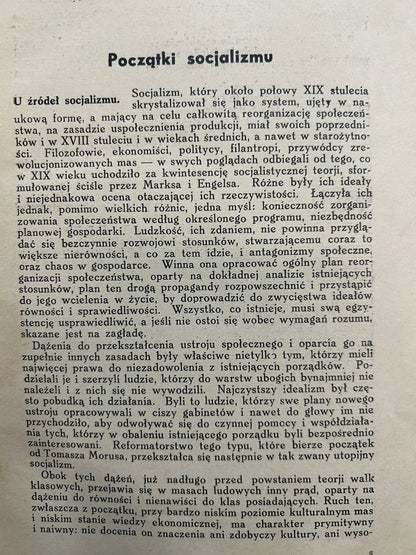 Początki socjalizmu
U źródeł socjalizmu. Socjalizm, który około połowy XIX stulecia
skrystalizował się jako system, ujęty w na-
ukową formę, a mający na celu całkowitą reorganizację społeczeń-
stwa, na zasadzie uspołecznienia produkcji, miał swoich poprzedni-
ków i w XVIII stuleciu i w wiekach średnich, a nawet w starożytno-
ści. Filozofowie, ekonomiści, politycy, filantropi, przywódcy zre-
wolucjonizowanych mas — w swych poglądach odbiegali od tego, co
w XIX wieku uchodziło za kwintesencję socjalistycznej teorji, sfor-
mułowanej ściśle przez Marksa i Engelsa. Różne były ich ideały
i niejednakowa ocena otaczającej ich rzeczywistości. Łączyła ich
jednak, pomimo wielkich różnic, jedna myśl: konieczność zorgani-
zowania społeczeństwa według określonego programu, niezbędność
planowej gospodarki. Ludzkość, ich zdaniem, nie powinna przyglą-
dać się bezczynnie rozwojowi stosunków, stwarzającemu coraz to
większe nierówności, a co za tem idzie, i antagonizmy społeczne,
oraz chaos w gospodarce. Winna ona opracować ogólny plan reor-
ganizacji społeczeństwa, oparty na dokładnej analizie istniejących
stosunków, plan ten drogą propagandy rozpowszechnić i przystąpić
do jego wcielenia w życie, by doprowadzić do zwycięstwa ideałów
równości i sprawiedliwości. Wszystko, co istnieje, musi swą egzy-
stencję usprawiedliwić, a jeśli nie ostoi się wobec wymagań rozumu,
skazane jest na zagładę.
Dążenia do przekształcenia ustroju społecznego i oparcia go na
zupełnie innych zasadach były właściwe nietylko tym, którzy mieli
najwięcej prawa do niezadowolenia z istniejących porządków. Po-
dzielali je i szerzyli ludzie, którzy do warstw ubogich bynajmniej nie
należeli i z nich się nie wywodzili. Najczystszy idealizm był czę-
sto pobudką ich działania. Byli to ludzie, którzy swe plany nowego
ustroju opracowywali w ciszy gabinetów i nawet do głowy im nie
przychodziło, aby odwoływać się do czynnej pomocy i współdziała-
nia tych, którzy w obaleniu istniejącego porządku byli bezpośrednio
zainteresowani. Reformatorstwo tego typu, które bierze początek
od Tomasza Morusa, przekształca się następnie w tak zwany utopijny
socjalizm.
Obok tych dążeń, już nadługo przed powstaniem teorji walk
klasowych, przejawia się w masach ludowych inny prąd, oparty na
dążeniu do równości i nienawiści do klas posiadających. Ruch ten,
zwłaszcza z początku, przy bardzo niskim poziomie kulturalnym mas
i niskim stanie wiedzy ekonomicznej, ma charakter prymitywny
i naiwny: nie docenia on znaczenia ani zdobyczy kultury, ani wyso-
5